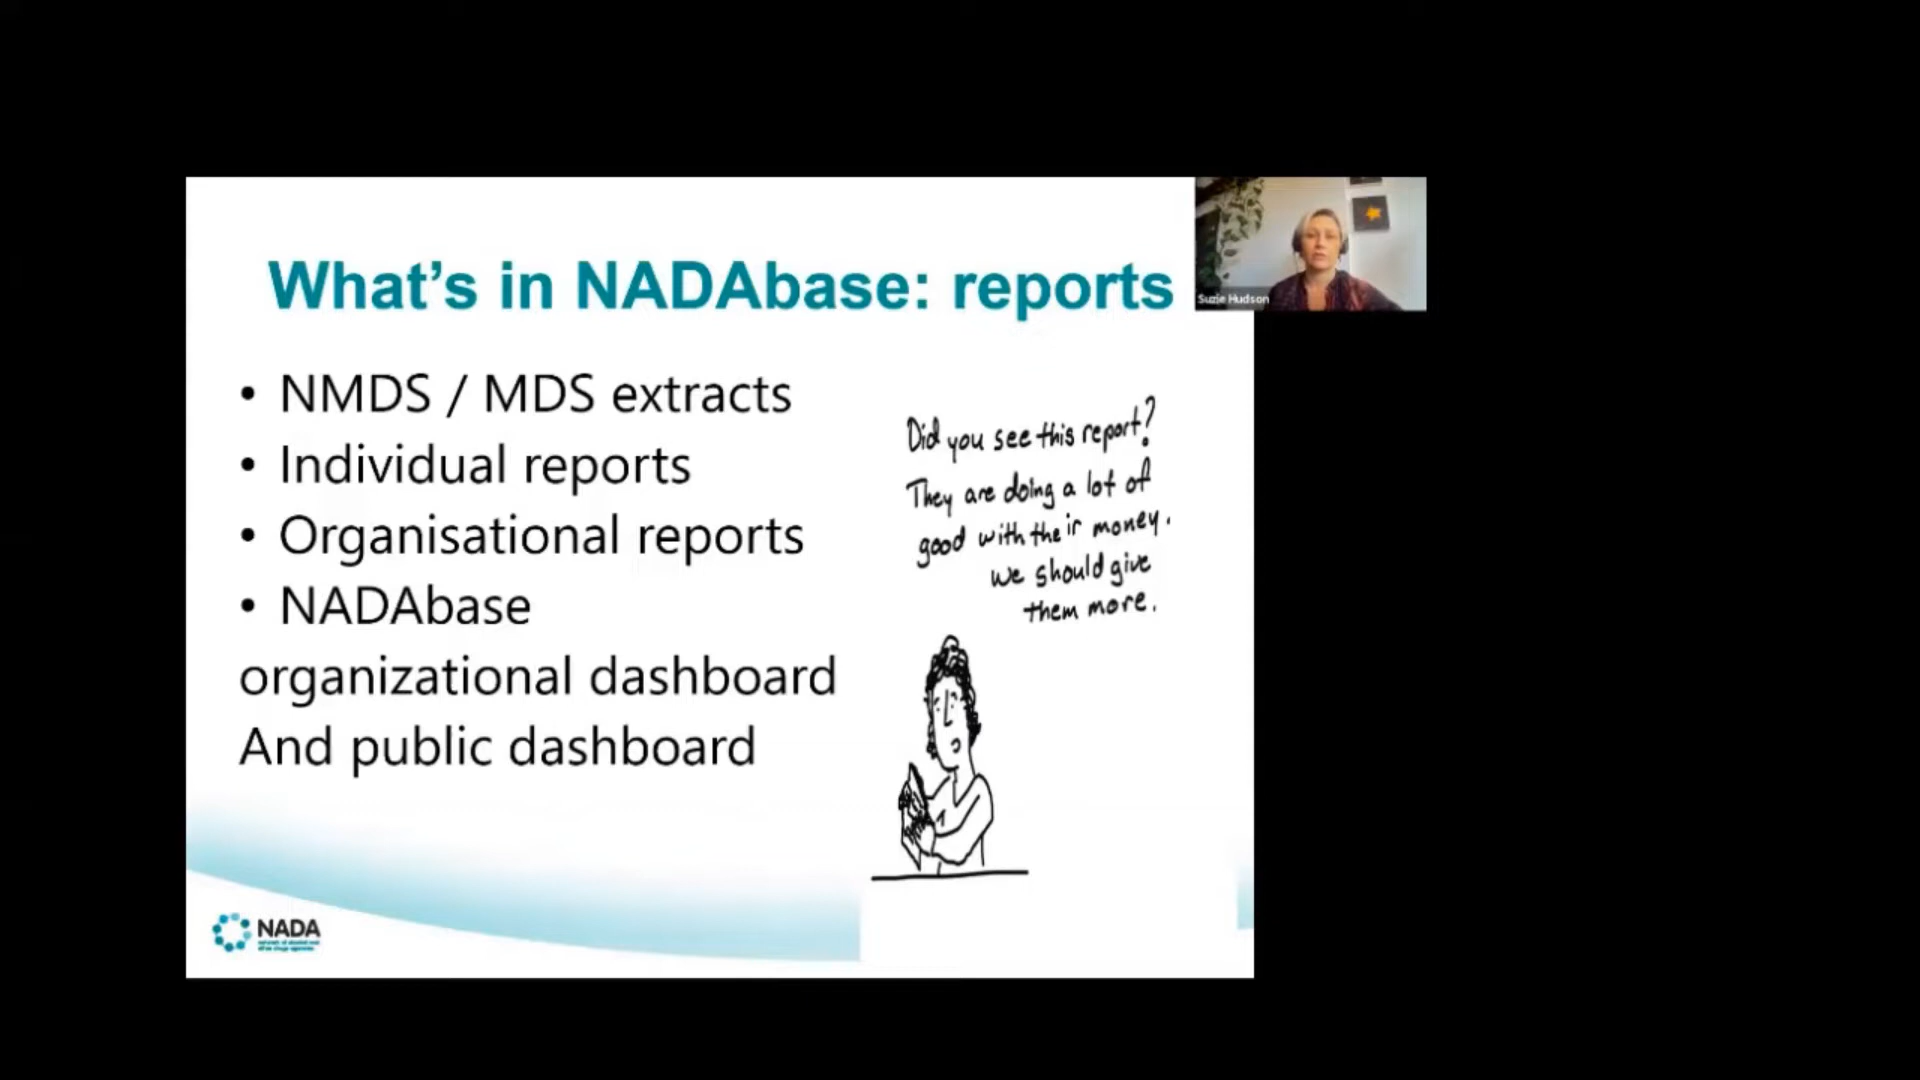 What's in NADAbase: reports
Suzie Hudson
• NMDS / MDS extracts
• Individual reports
• Organisational reports
• NADAbase
organizational dashboard
And public dashboard
Did you see this report?
They are doing a lot of
good with their money.
We should give
them more.
NADA
network of alcohol and
other drugs agencies